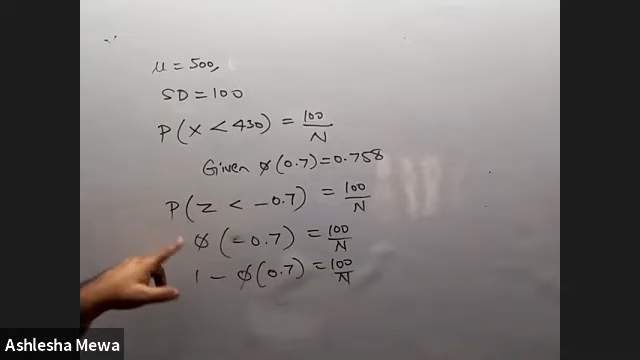 μ = 500,
SD = 100
P(X < 430) = 100/N
Given φ(0.7) = 0.758
P(Z < -0.7) = 100/N
φ(-0.7) = 100/N
1 - φ(0.7) = 100/N
Ashlesha Mewa